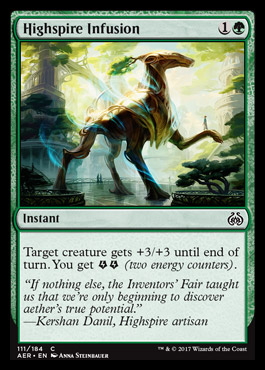 Highspire Infusion 1
Instant
Target creature gets +3/+3 until end of
turn. You get (two energy counters).
“If nothing else, the Inventors’ Fair taught
us that we’re only beginning to discover
aether’s true potential.”
—Kershan Danil, Highspire artisan
111/184 C
AER • EN Anna Steinbauer
™ & © 2017 Wizards of the Coast